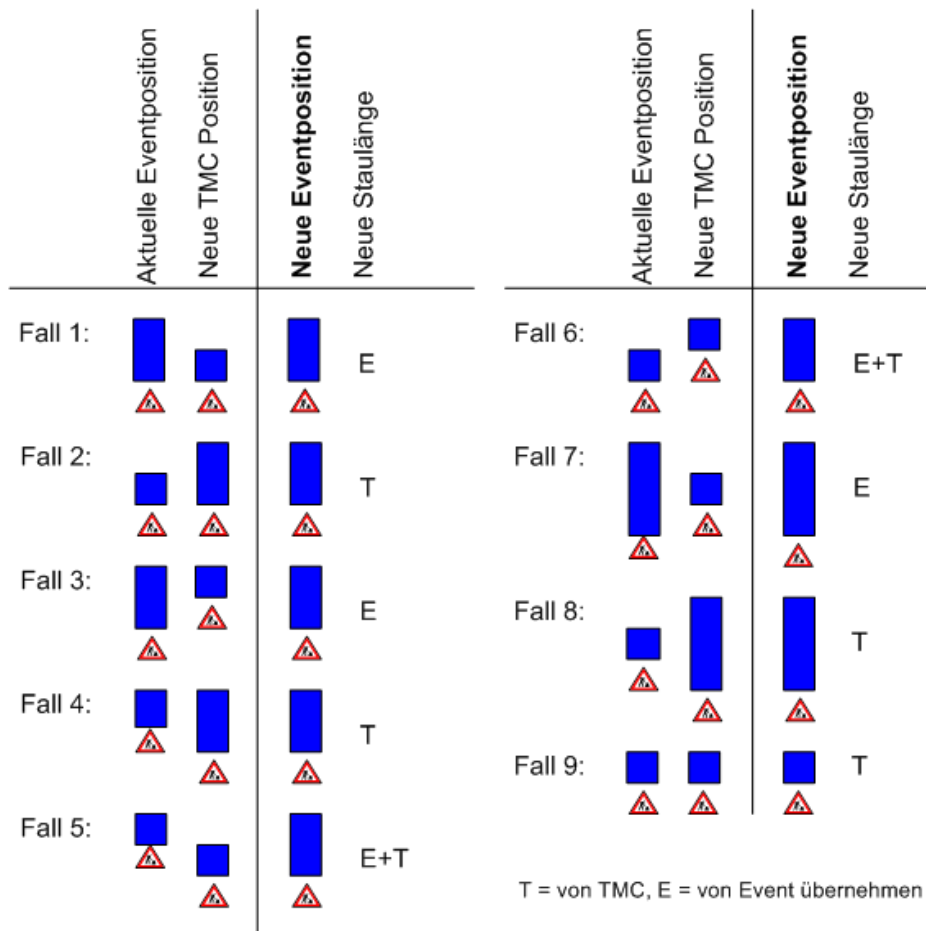 Aktuelle Eventposition
Neue TMC Position
Neue Eventposition
Neue Staulänge
Fall 1:
E
Fall 2:
T
Fall 3:
E
Fall 4:
T
Fall 5:
E+T
Aktuelle Eventposition
Neue TMC Position
Neue Eventposition
Neue Staulänge
Fall 6:
E+T
Fall 7:
E
Fall 8:
T
Fall 9:
T
T = von TMC, E = von Event übernehmen